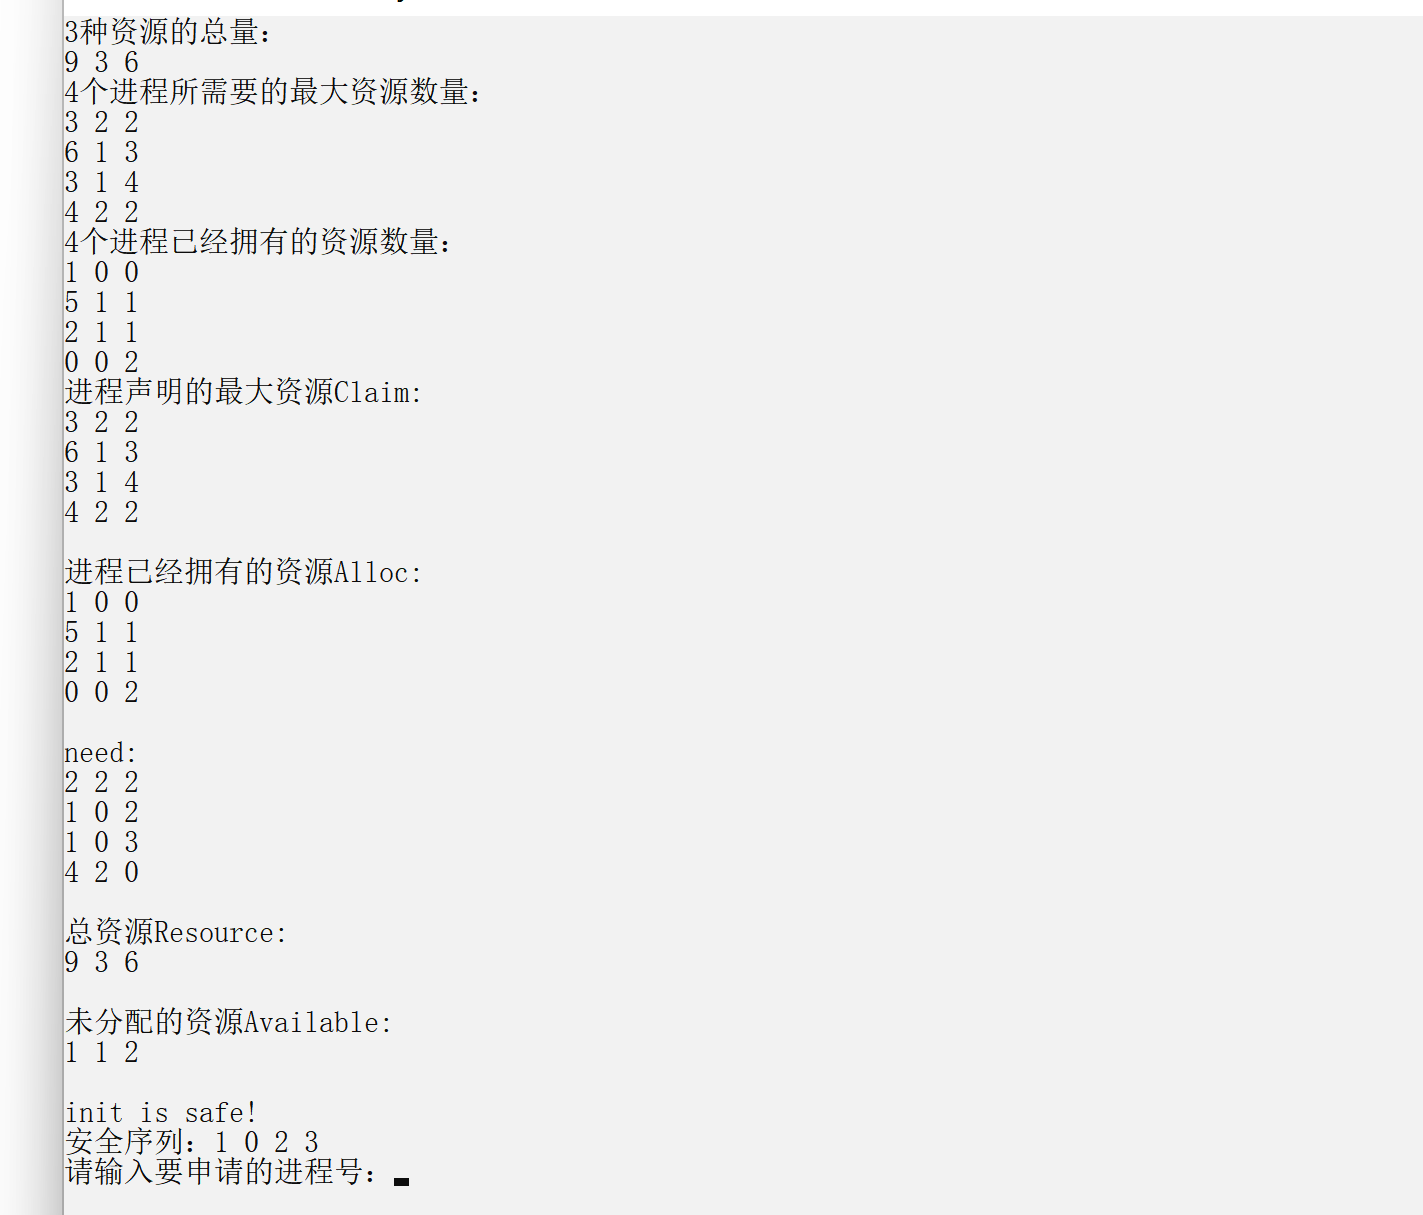 3种资源的总量：
9 3 6
4个进程所需要的最大资源数量：
3 2 2
6 1 3
3 1 4
4 2 2
4个进程已经拥有的资源数量：
1 0 0
5 1 1
2 1 1
0 0 2
进程声明的最大资源Claim:
3 2 2
6 1 3
3 1 4
4 2 2
进程已经拥有的资源Alloc:
1 0 0
5 1 1
2 1 1
0 0 2
need:
2 2 2
1 0 2
1 0 3
4 2 0
总资源Resource:
9 3 6
未分配的资源Available:
1 1 2
init is safe!
安全序列：1 0 2 3
请输入要申请的进程号：